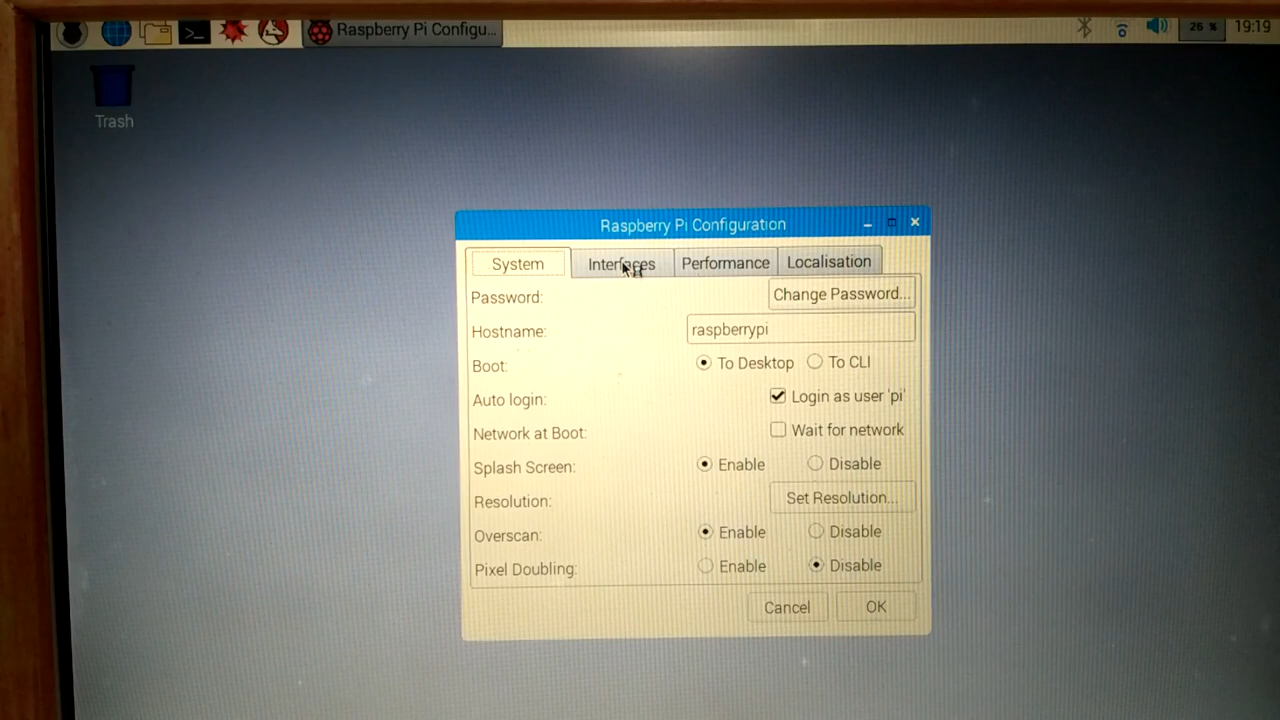 Raspberry Pi Configu...
26 %
19:19
Trash
Raspberry Pi Configuration
System
Interfaces
Performance
Localisation
Password:
Change Password...
Hostname:
raspberrypi
Boot:
To Desktop
To CLI
Auto login:
Login as user 'pi'
Network at Boot:
Wait for network
Splash Screen:
Enable
Disable
Resolution:
Set Resolution...
Overscan:
Enable
Disable
Pixel Doubling:
Enable
Disable
Cancel
OK